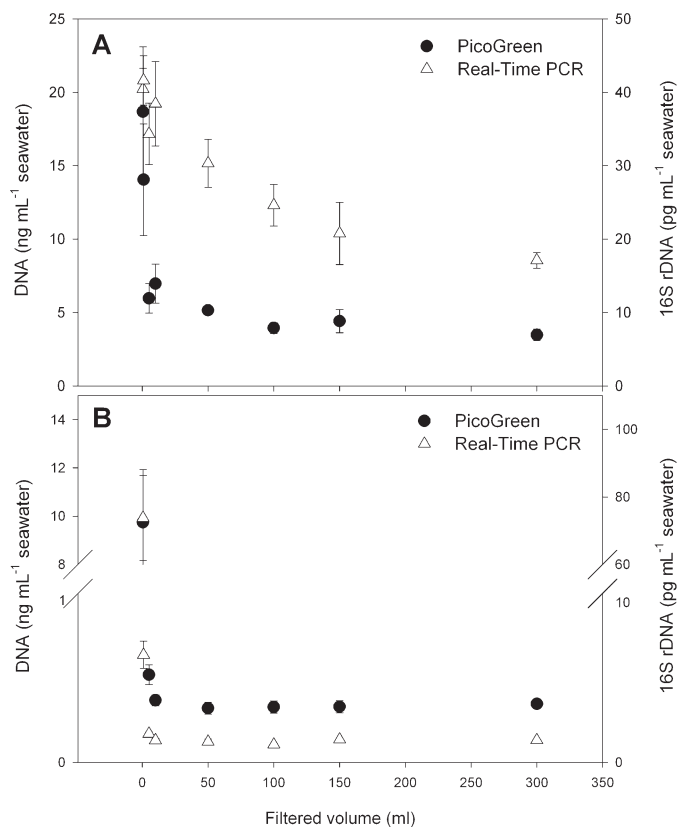 A
PicoGreen
Real-Time PCR
25
20
15
10
5
0
DNA (ng mL⁻¹ seawater)
50
40
30
20
10
0
16S rDNA (pg mL⁻¹ seawater)
B
PicoGreen
Real-Time PCR
14
12
10
8
1
0
DNA (ng mL⁻¹ seawater)
100
80
60
10
0
16S rDNA (pg mL⁻¹ seawater)
0 50 100 150 200 250 300 350
Filtered volume (ml)